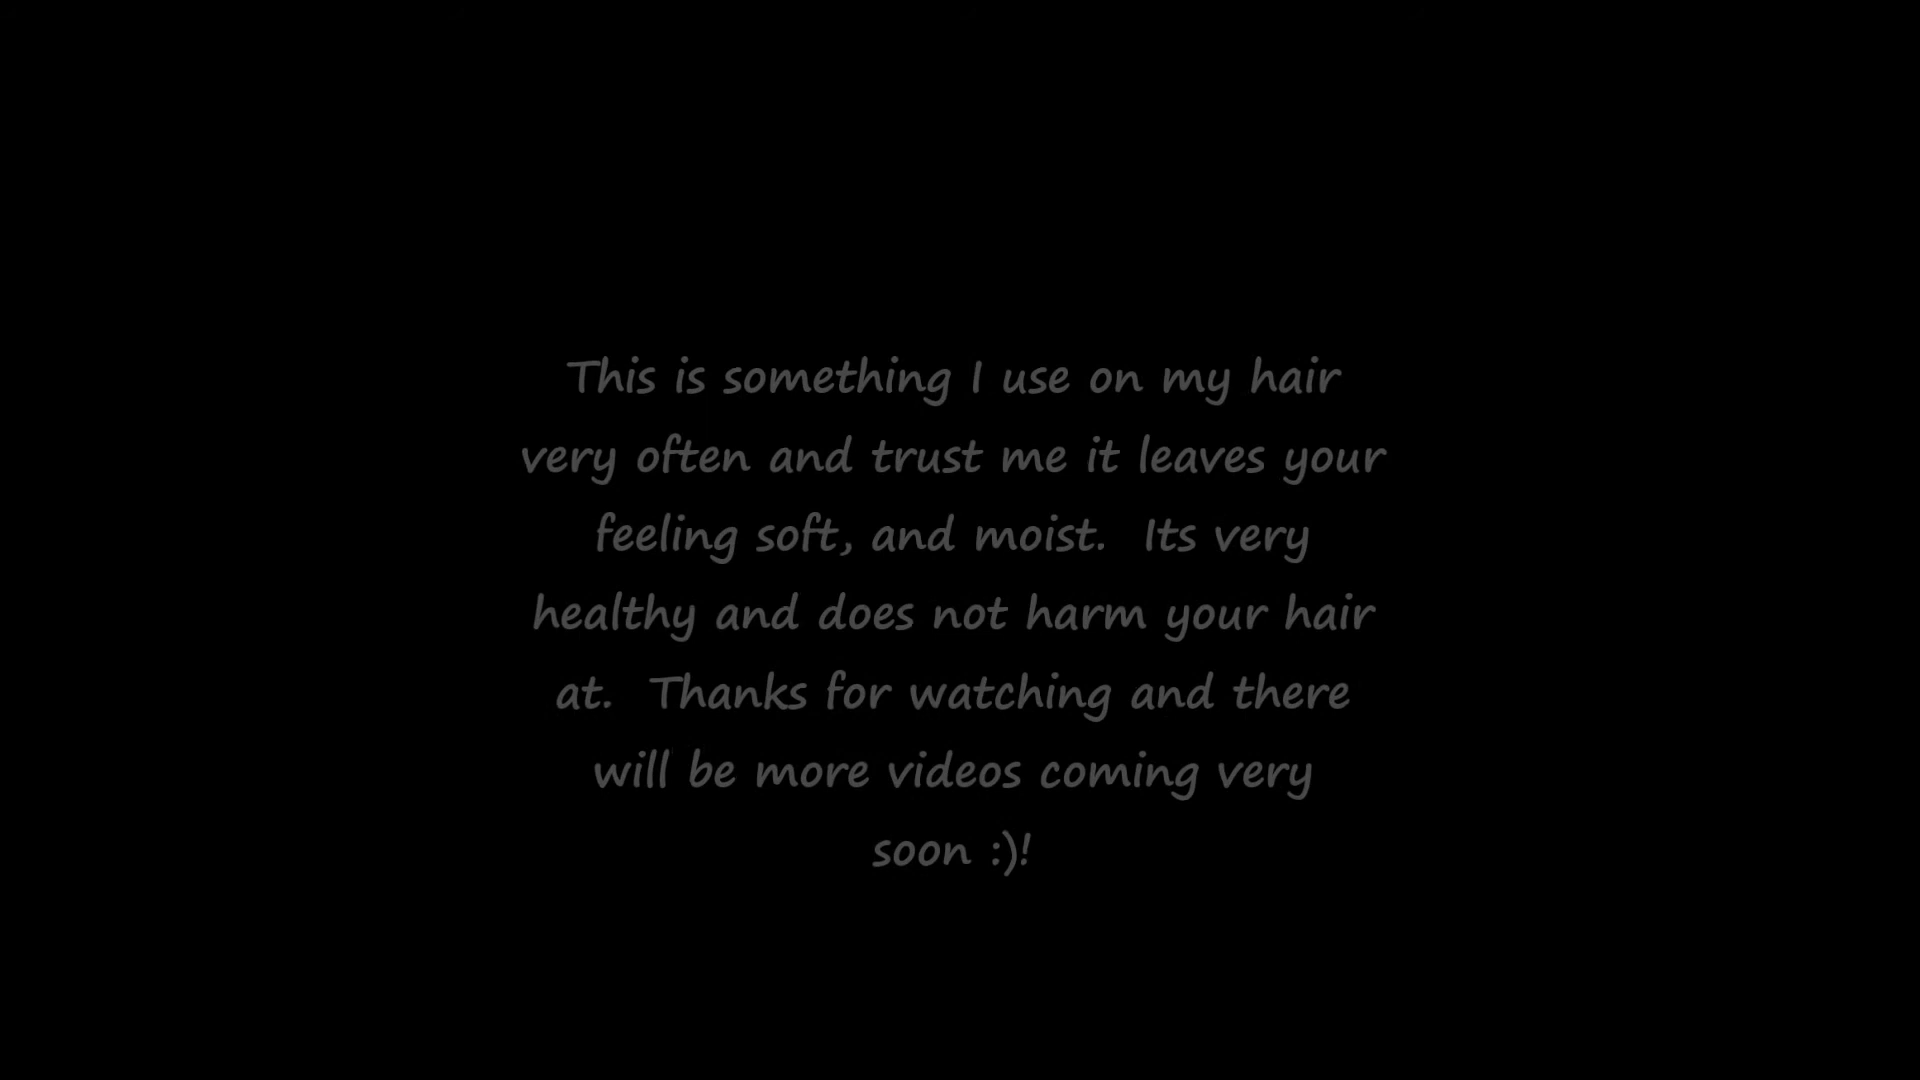 This is something I use on my hair
very often and trust me it leaves your
feeling soft, and moist.  Its very
healthy and does not harm your hair
at.  Thanks for watching and there
will be more videos coming very
soon :)!